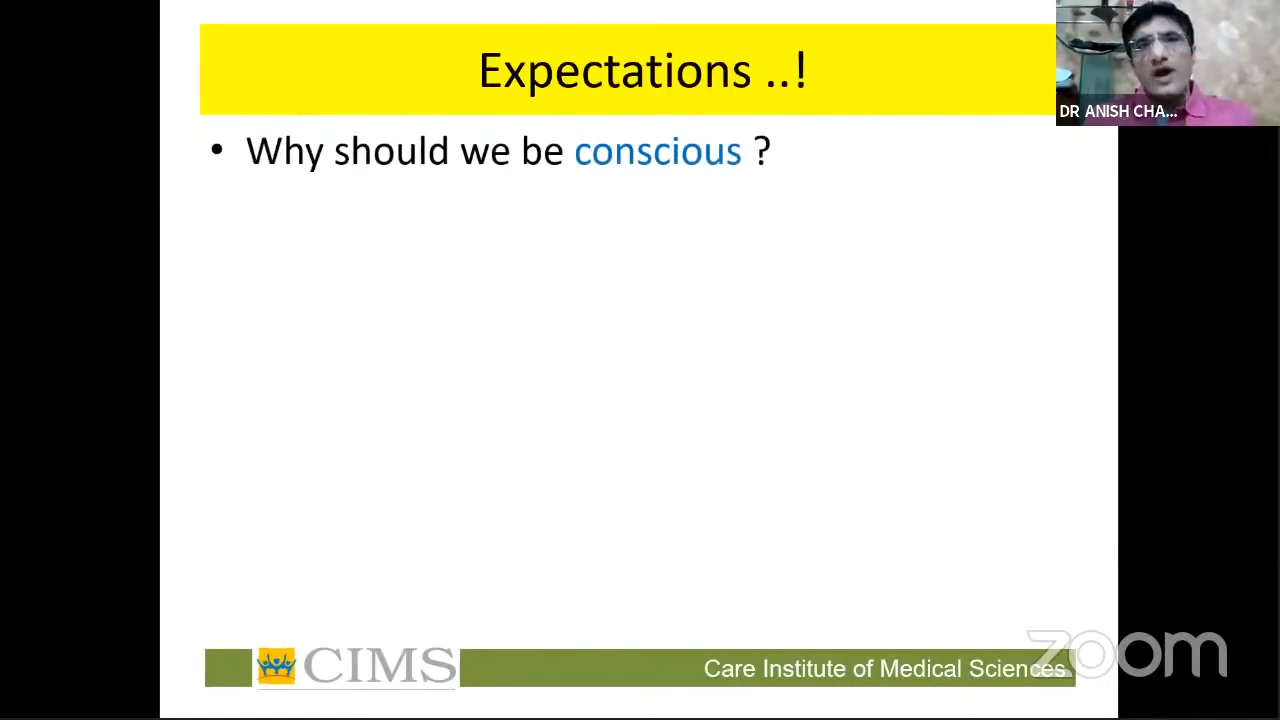 Expectations ..!
DR ANISH CHA...
• Why should we be conscious ?
CIMS
Care Institute of Medical Sciences
zoom